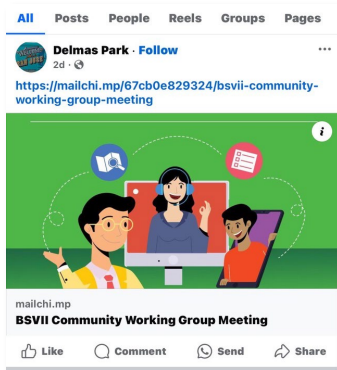 All Posts People Reels Groups Pages
Delmas Park · Follow
2d ·
https://mailchi.mp/67cb0e829324/bsvii-community-
working-group-meeting
i
mailchi.mp
BSVII Community Working Group Meeting
Like Comment Send Share